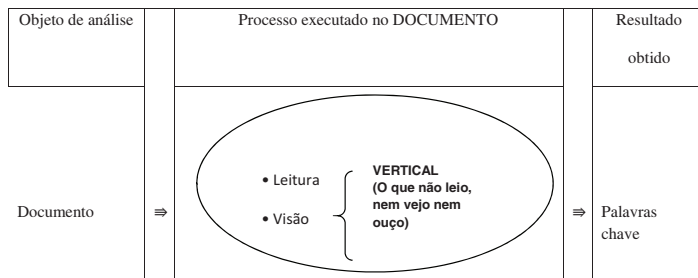 Objeto de análise
Processo executado no DOCUMENTO
Resultado
obtido
Documento
⇛
• Leitura
• Visão
VERTICAL
(O que não leio,
nem vejo nem
ouço)
⇛
Palavras
chave